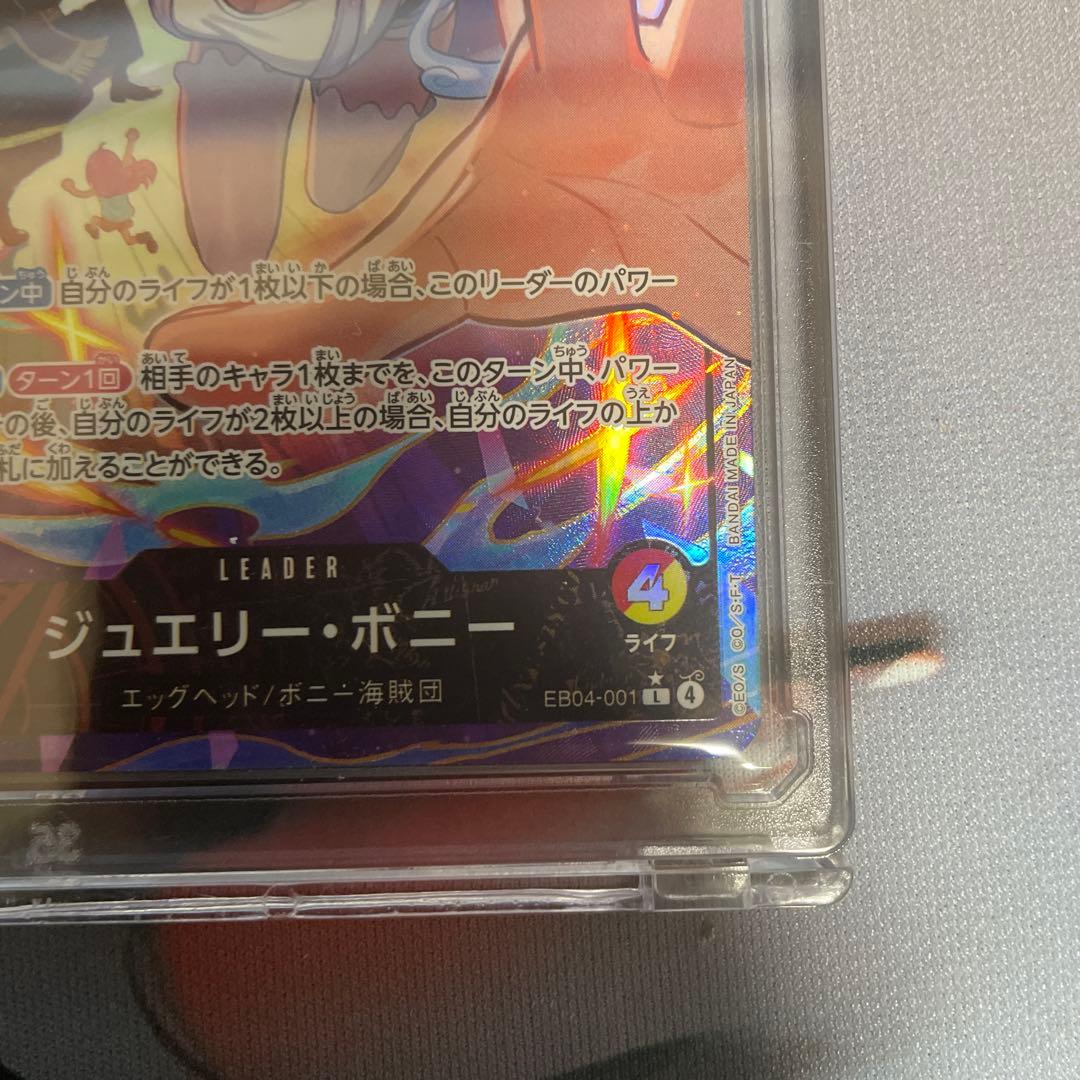 ン中 自分のライフが1枚以下の場合、このリーダーのパワー
ターン1回 相手のキャラ1枚までを、このターン中、パワー
の後、自分のライフが2枚以上の場合、自分のライフの上か
札に加えることができる。
LEADER
4
ジュエリー・ボニー
ライフ
エッグヘッド/ボニー海賊団
EB04-001 L 4
©EO/S ©O/S・F・T BANDAI MADE IN JAPAN